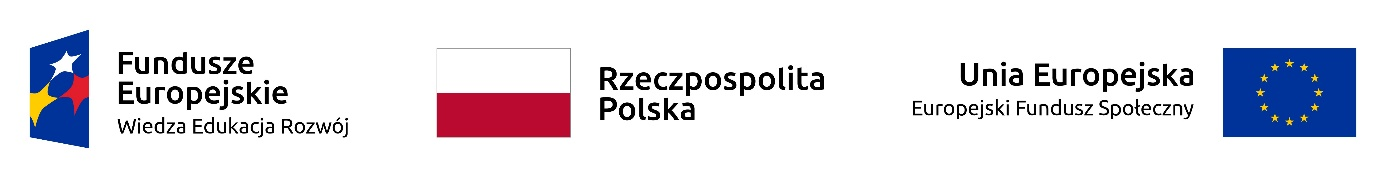 Fundusze
Europejskie
Wiedza Edukacja Rozwój
Rzeczpospolita
Polska
Unia Europejska
Europejski Fundusz Społeczny